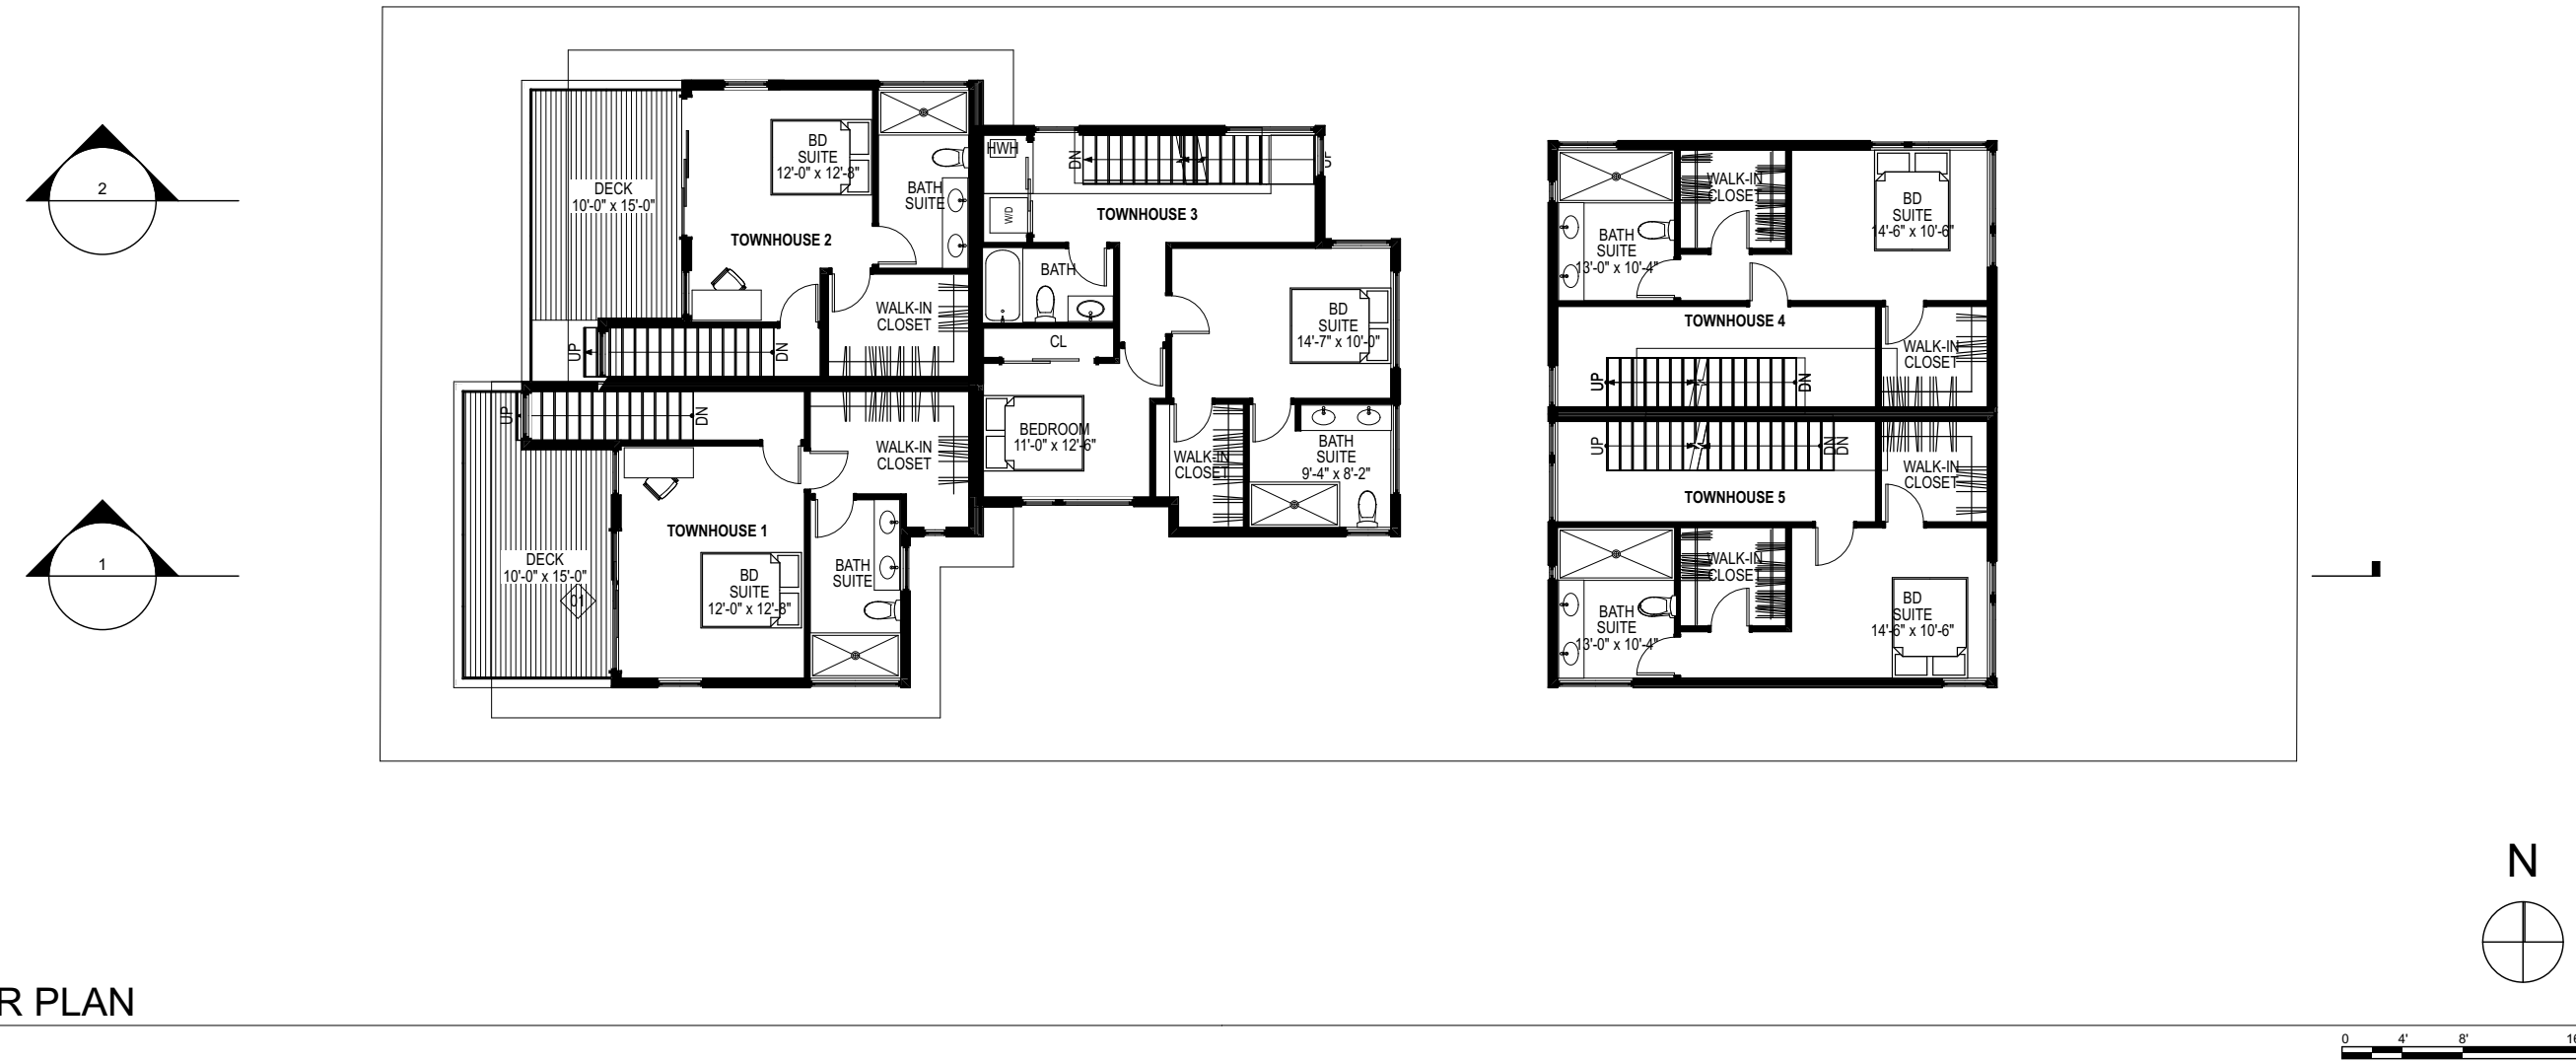 2
DECK
10'-0" x 15'-0"
BD
SUITE
12'-0" x 12'-8"
BATH
SUITE
TOWNHOUSE 2
WALK-IN
CLOSET
UP
DN
HWH
W/D
DN
UP
TOWNHOUSE 3
BATH
CL
BD
SUITE
14'-7" x 10'-0"
BEDROOM
11'-0" x 12'-6"
WALK-IN
CLOSET
BATH
SUITE
9'-4" x 8'-2"
WALK-IN
CLOSET
BD
SUITE
14'-6" x 10'-6"
BATH
SUITE
13'-0" x 10'-4"
TOWNHOUSE 4
WALK-IN
CLOSET
UP
DN
1
UP
DN
WALK-IN
CLOSET
TOWNHOUSE 1
DECK
10'-0" x 15'-0"
01
BD
SUITE
12'-0" x 12'-8"
BATH
SUITE
UP
DN
DN
WALK-IN
CLOSET
TOWNHOUSE 5
WALK-IN
CLOSET
BATH
SUITE
13'-0" x 10'-4"
BD
SUITE
14'-6" x 10'-6"
N
R PLAN
0 4' 8' 16